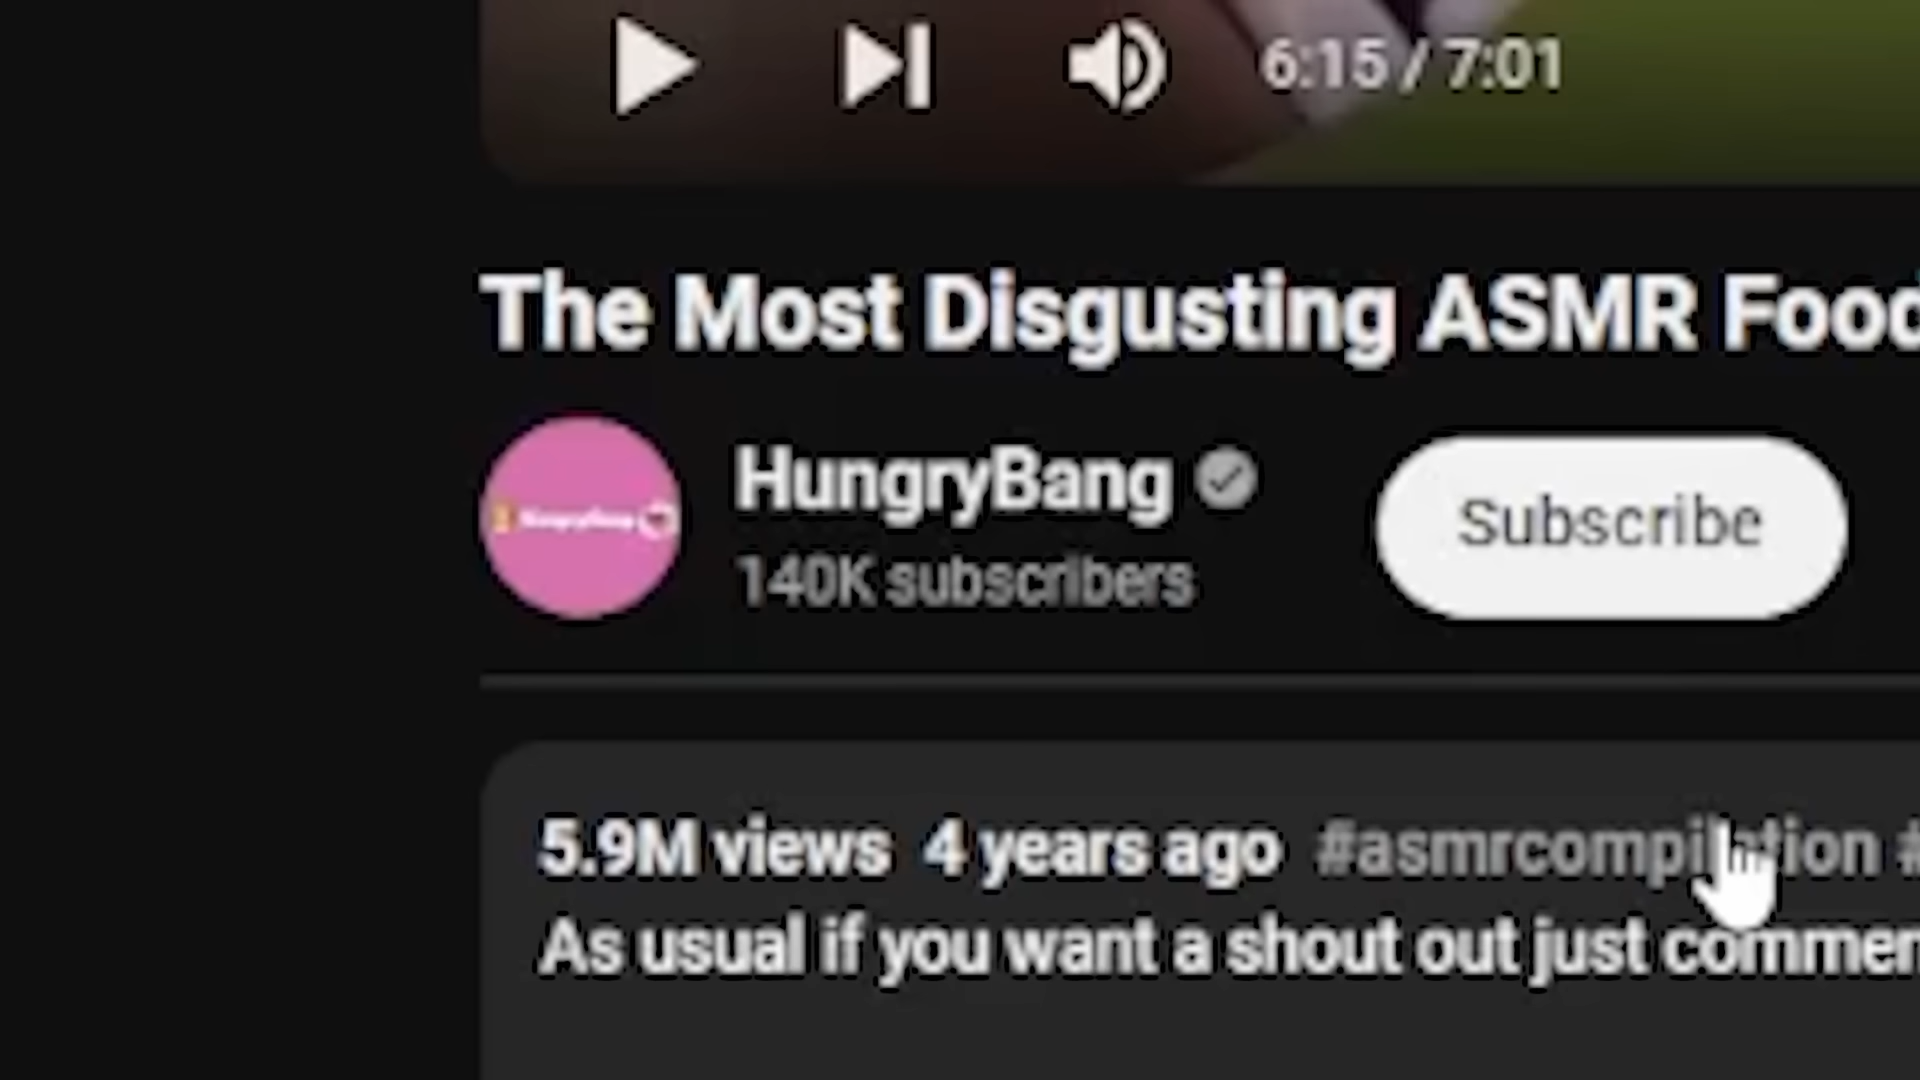 6:15 / 7:01
The Most Disgusting ASMR Food
HungryBang
140K subscribers
Subscribe
5.9M views 4 years ago #asmrcompilation #
As usual if you want a shout out just commen